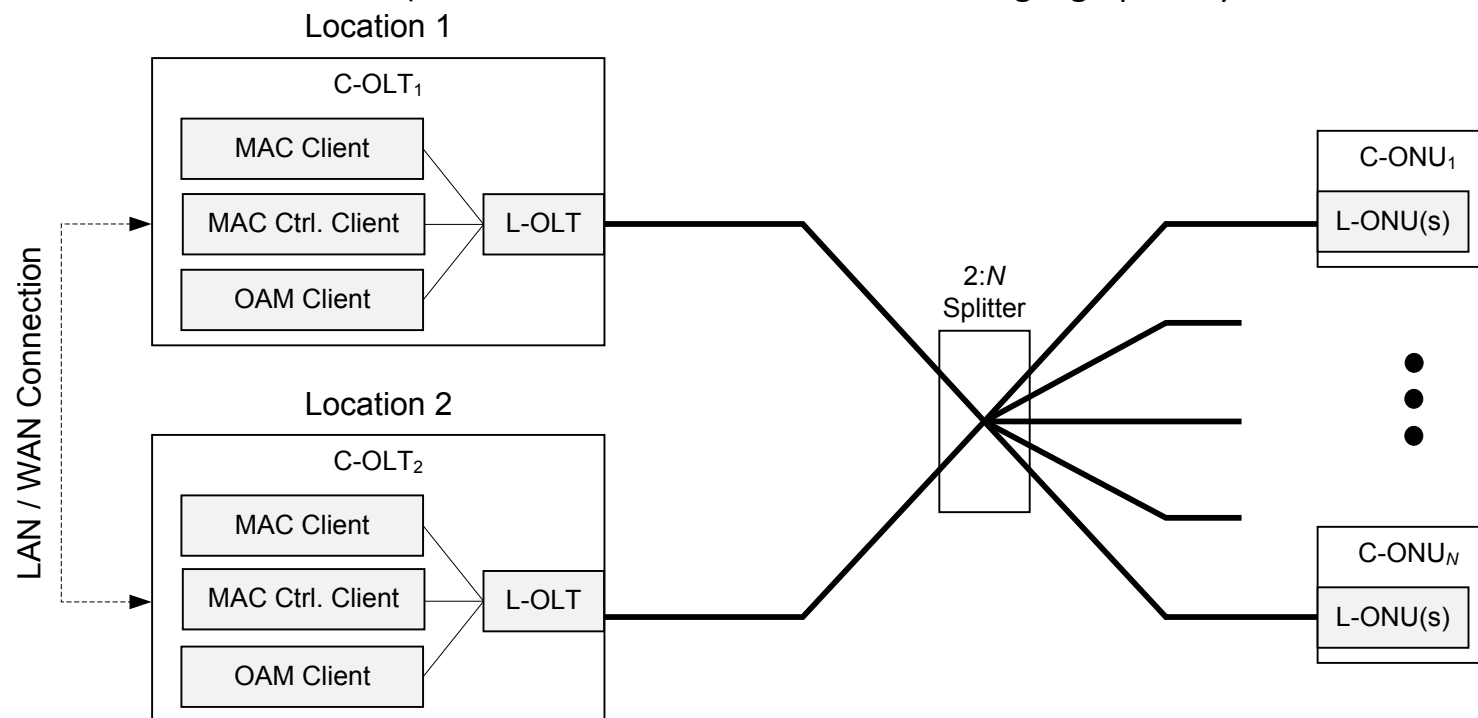 Location 1
C-OLT1
MAC Client
MAC Ctrl. Client
L-OLT
OAM Client
LAN / WAN Connection
Location 2
C-OLT2
MAC Client
MAC Ctrl. Client
L-OLT
OAM Client
2:N
Splitter
C-ONU1
L-ONU(s)
C-ONUN
L-ONU(s)